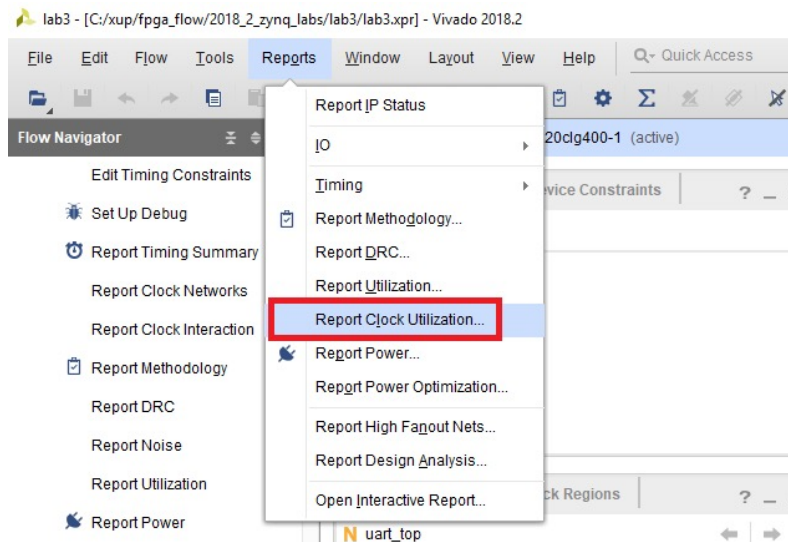 lab3 - [C:/xup/fpga_flow/2018_2_zynq_labs/lab3/lab3.xpr] - Vivado 2018.2
File Edit Flow Tools Reports Window Layout View Help Quick Access
Flow Navigator
20clg400-1 (active)
Edit Timing Constraints
Set Up Debug
Report Timing Summary
Report Clock Networks
Report Clock Interaction
Report Methodology
Report DRC
Report Noise
Report Utilization
Report Power
Report IP Status
IO
Timing
Report Methodology...
Report DRC...
Report Utilization...
Report Clock Utilization...
Report Power...
Report Power Optimization...
Report High Fanout Nets...
Report Design Analysis...
Open Interactive Report...
Constraints
Regions
N uart_top